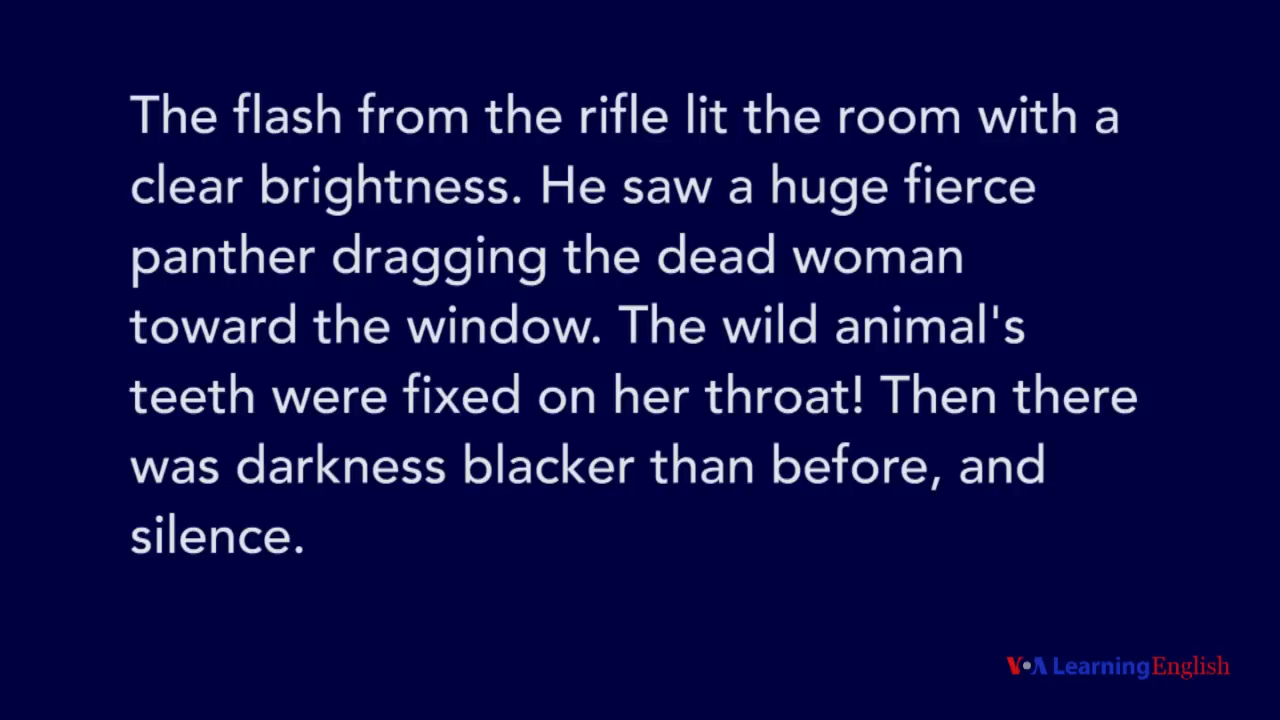 The flash from the rifle lit the room with a
clear brightness. He saw a huge fierce
panther dragging the dead woman
toward the window. The wild animal's
teeth were fixed on her throat! Then there
was darkness blacker than before, and
silence.
VOA Learning English